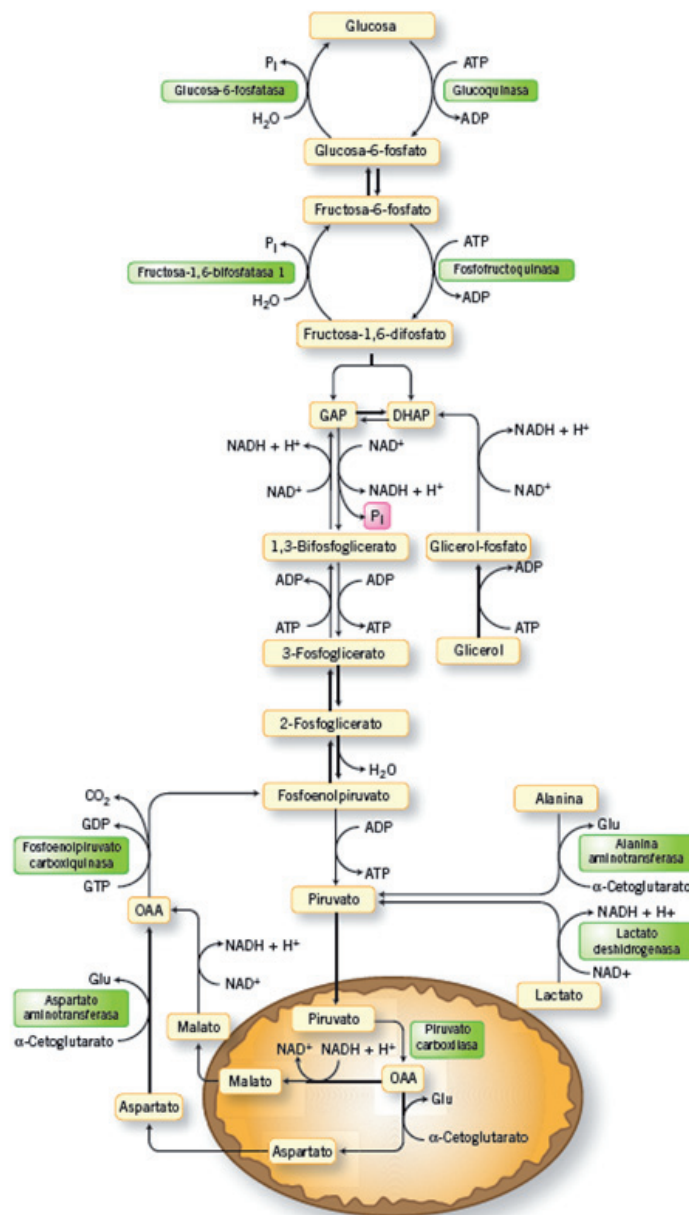 Glucosa
Pi
ATP
Glucosa-6-fosfatasa
Glucoquinasa
H2O
ADP
Glucosa-6-fosfato
Fructosa-6-fosfato
Pi
ATP
Fructosa-1,6-bifosfatasa 1
Fosfofructoquinasa
H2O
ADP
Fructosa-1,6-difosfato
GAP
DHAP
NADH + H+
NAD+
NADH + H+
NAD+
NADH + H+
NAD+
Pi
1,3-Bifosfoglicerato
Glicerol-fosfato
ADP
ADP
ADP
ATP
ATP
ATP
3-Fosfoglicerato
Glicerol
2-Fosfoglicerato
H2O
CO2
Fosfoenolpiruvato
Alanina
GDP
ADP
Glu
Fosfoenolpiruvato
carboxiquinasa
Alanina
aminotransferasa
GTP
ATP
α-Cetoglutarato
OAA
Piruvato
NADH + H+
NADH + H+
Lactato
deshidrogenasa
Glu
NAD+
NAD+
Aspartato
aminotransferasa
Lactato
α-Cetoglutarato
Malato
Piruvato
Piruvato
carboxilasa
NAD+
NADH + H+
Malato
OAA
Glu
Aspartato
α-Cetoglutarato
Aspartato